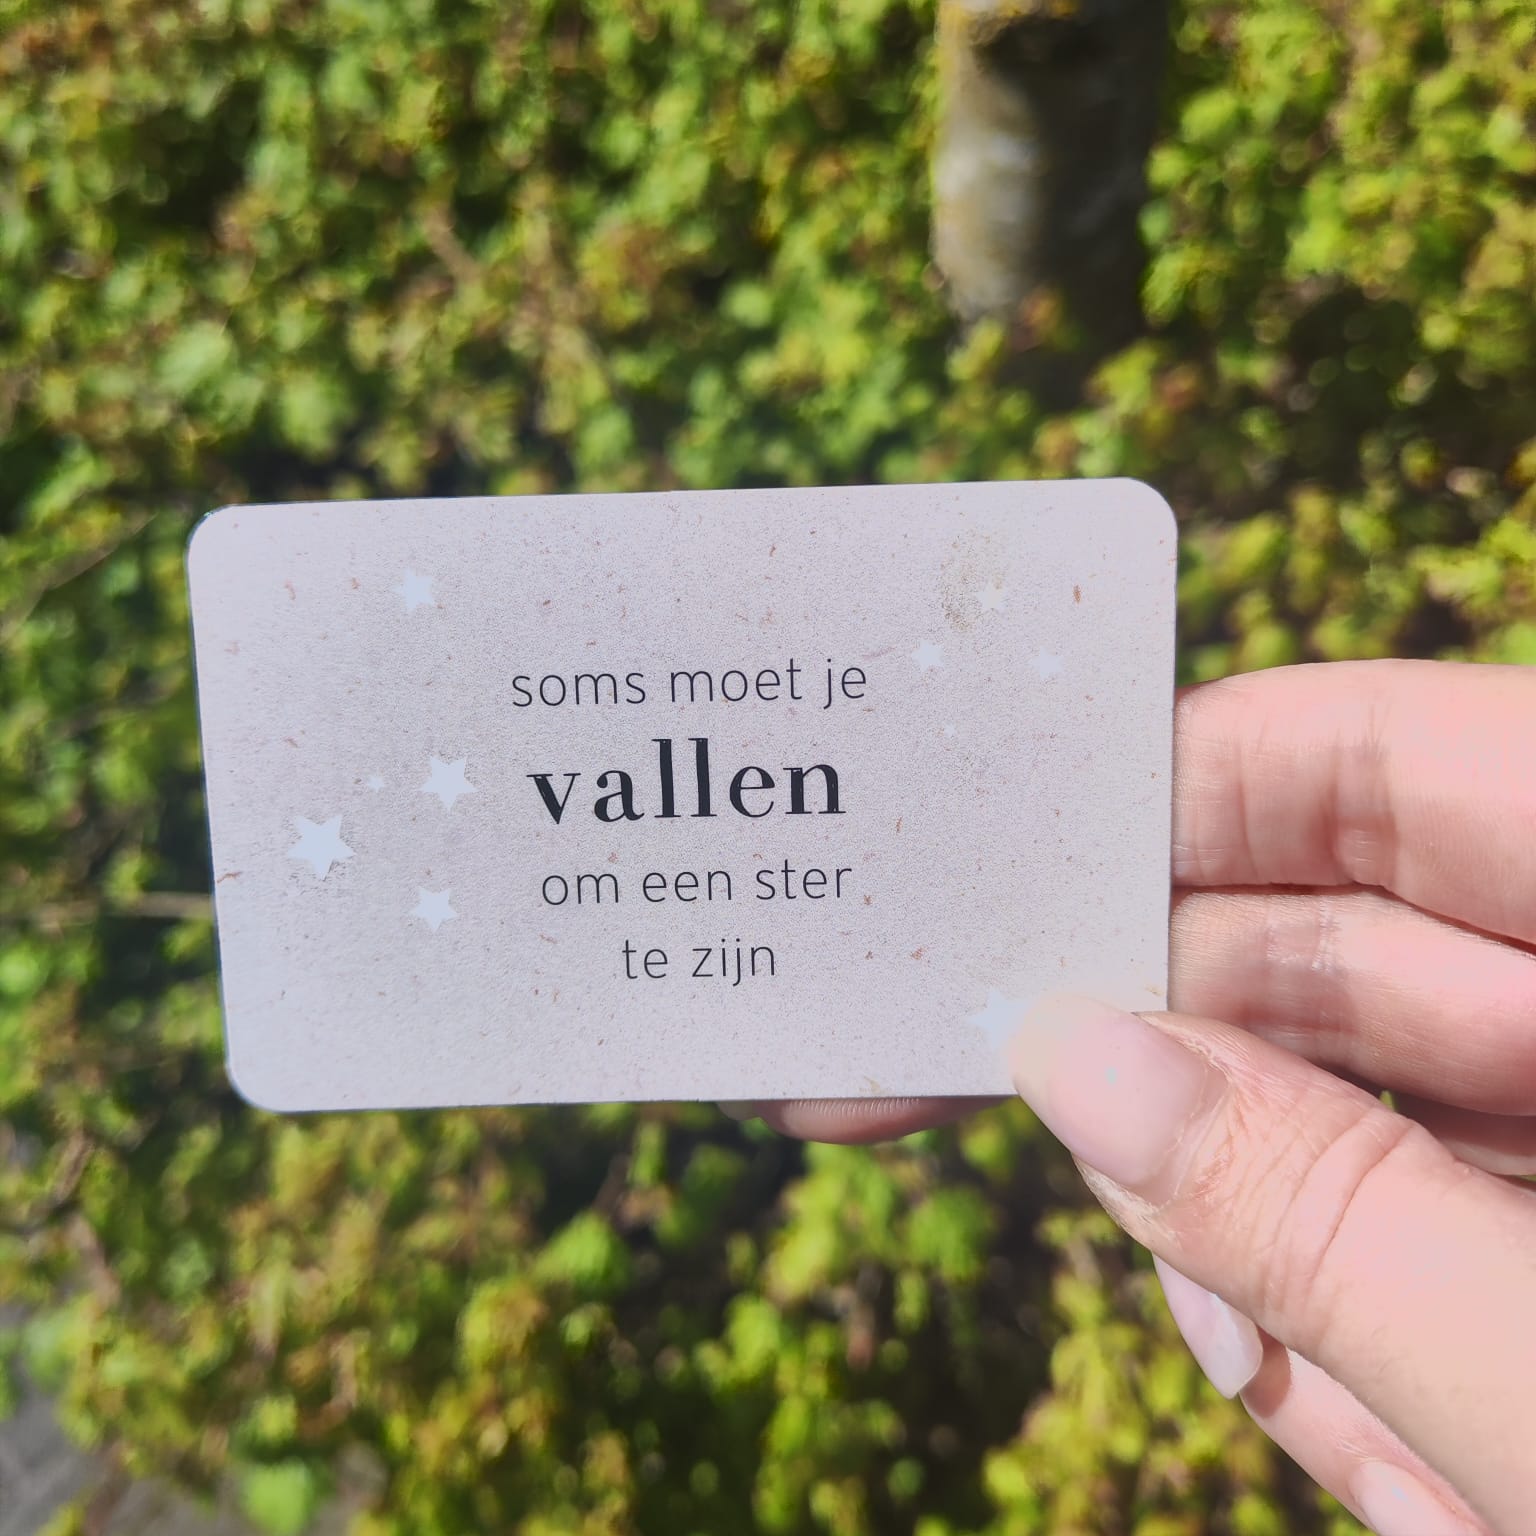 soms moet je
vallen
om een ster
te zijn